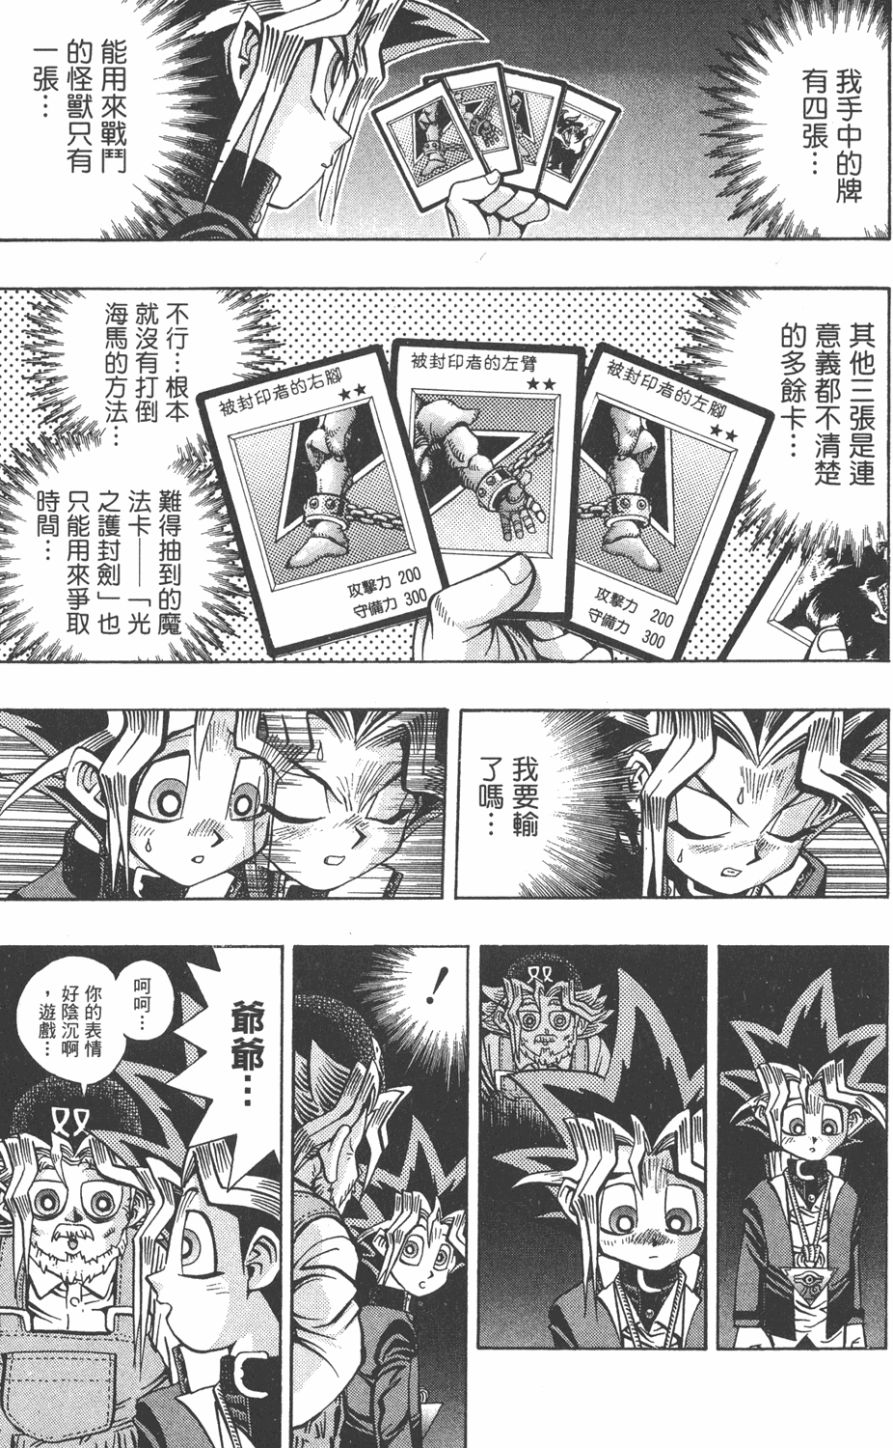 我手中的牌
有四張…
能用來戰鬥
的怪獸只有
一張…
其他三張是連
意義都不清楚
的多餘卡…
被封印者的左腳
★★
攻擊力 200
守備力 300
被封印者的左臂
★★
被封印者的右腳
★★
攻擊力 200
守備力 300
不行…根本
就沒有打倒
海馬的方法…
難得抽到的魔
法卡——「光
之護封劍」也
只能用來爭取
時間…
我要輸
了嗎…
！
爺爺…
呵呵…
你的表情
好陰沉啊
，遊戲…